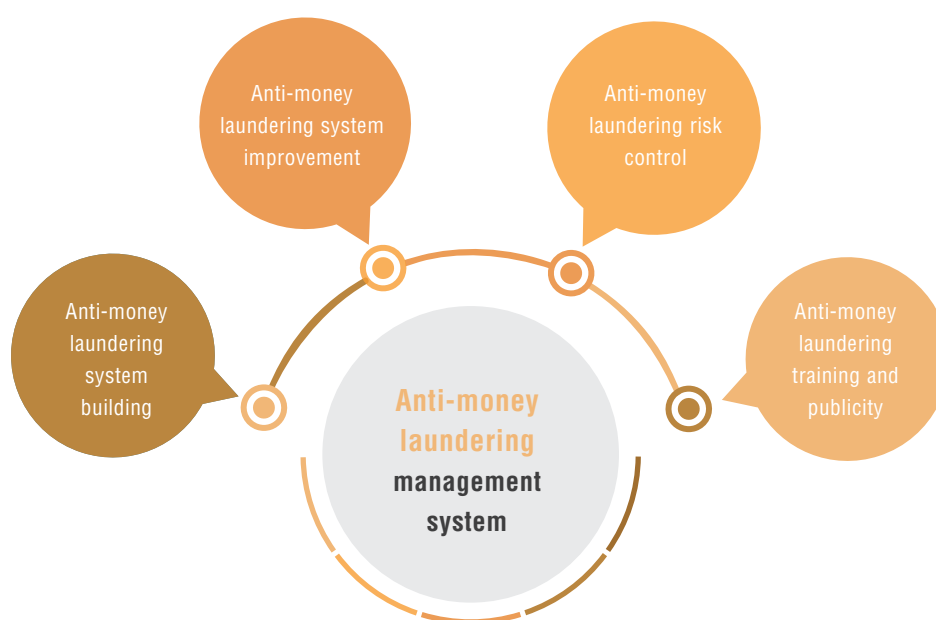 Anti-money
laundering system
improvement
Anti-money
laundering risk
control
Anti-money
laundering
system
building
Anti-money
laundering
training and
publicity
Anti-money
laundering
management
system